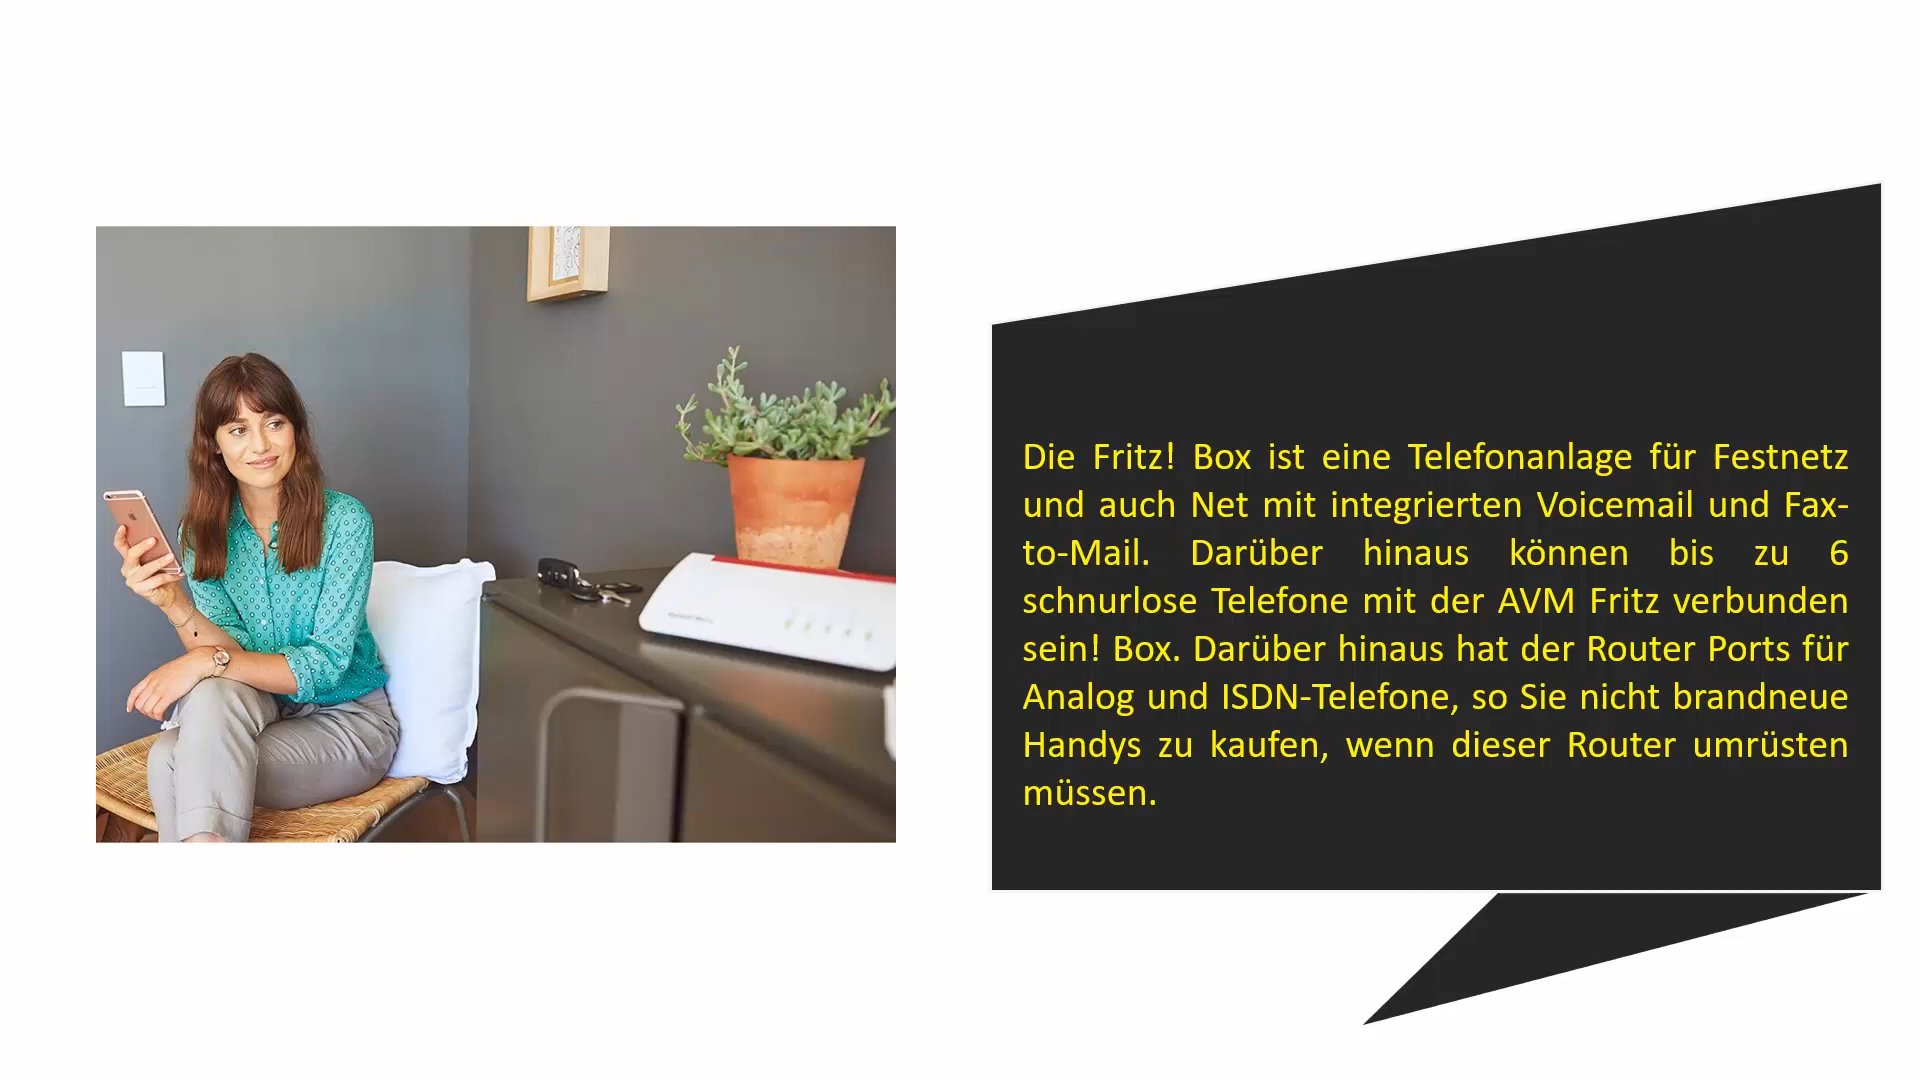 Die Fritz! Box ist eine Telefonanlage für Festnetz
und auch Net mit integrierten Voicemail und Fax-
to-Mail. Darüber hinaus können bis zu 6
schnurlose Telefone mit der AVM Fritz verbunden
sein! Box. Darüber hinaus hat der Router Ports für
Analog und ISDN-Telefone, so Sie nicht brandneue
Handys zu kaufen, wenn dieser Router umrüsten
müssen.